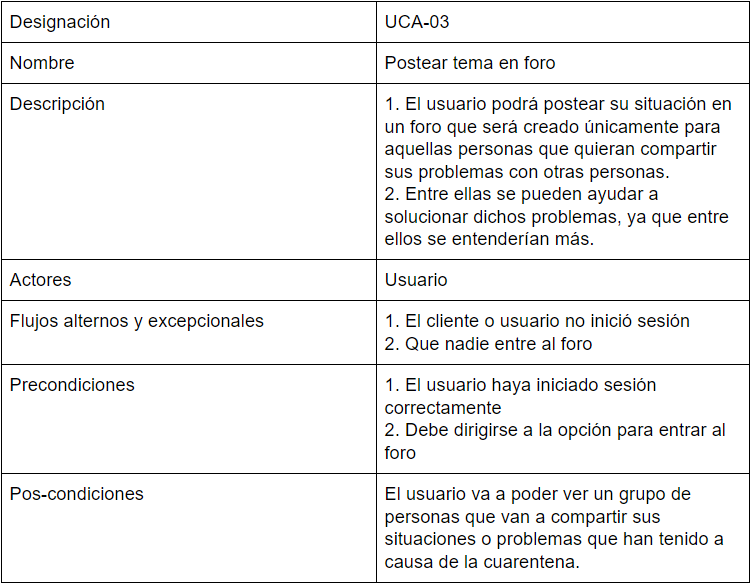 Designación
UCA-03
Nombre
Postear tema en foro
Descripción
1. El usuario podrá postear su situación en
un foro que será creado únicamente para
aquellas personas que quieran compartir
sus problemas con otras personas.
2. Entre ellas se pueden ayudar a
solucionar dichos problemas, ya que entre
ellos se entenderían más.
Actores
Usuario
Flujos alternos y excepcionales
1. El cliente o usuario no inició sesión
2. Que nadie entre al foro
Precondiciones
1. El usuario haya iniciado sesión
correctamente
2. Debe dirigirse a la opción para entrar al
foro
Pos-condiciones
El usuario va a poder ver un grupo de
personas que van a compartir sus
situaciones o problemas que han tenido a
causa de la cuarentena.